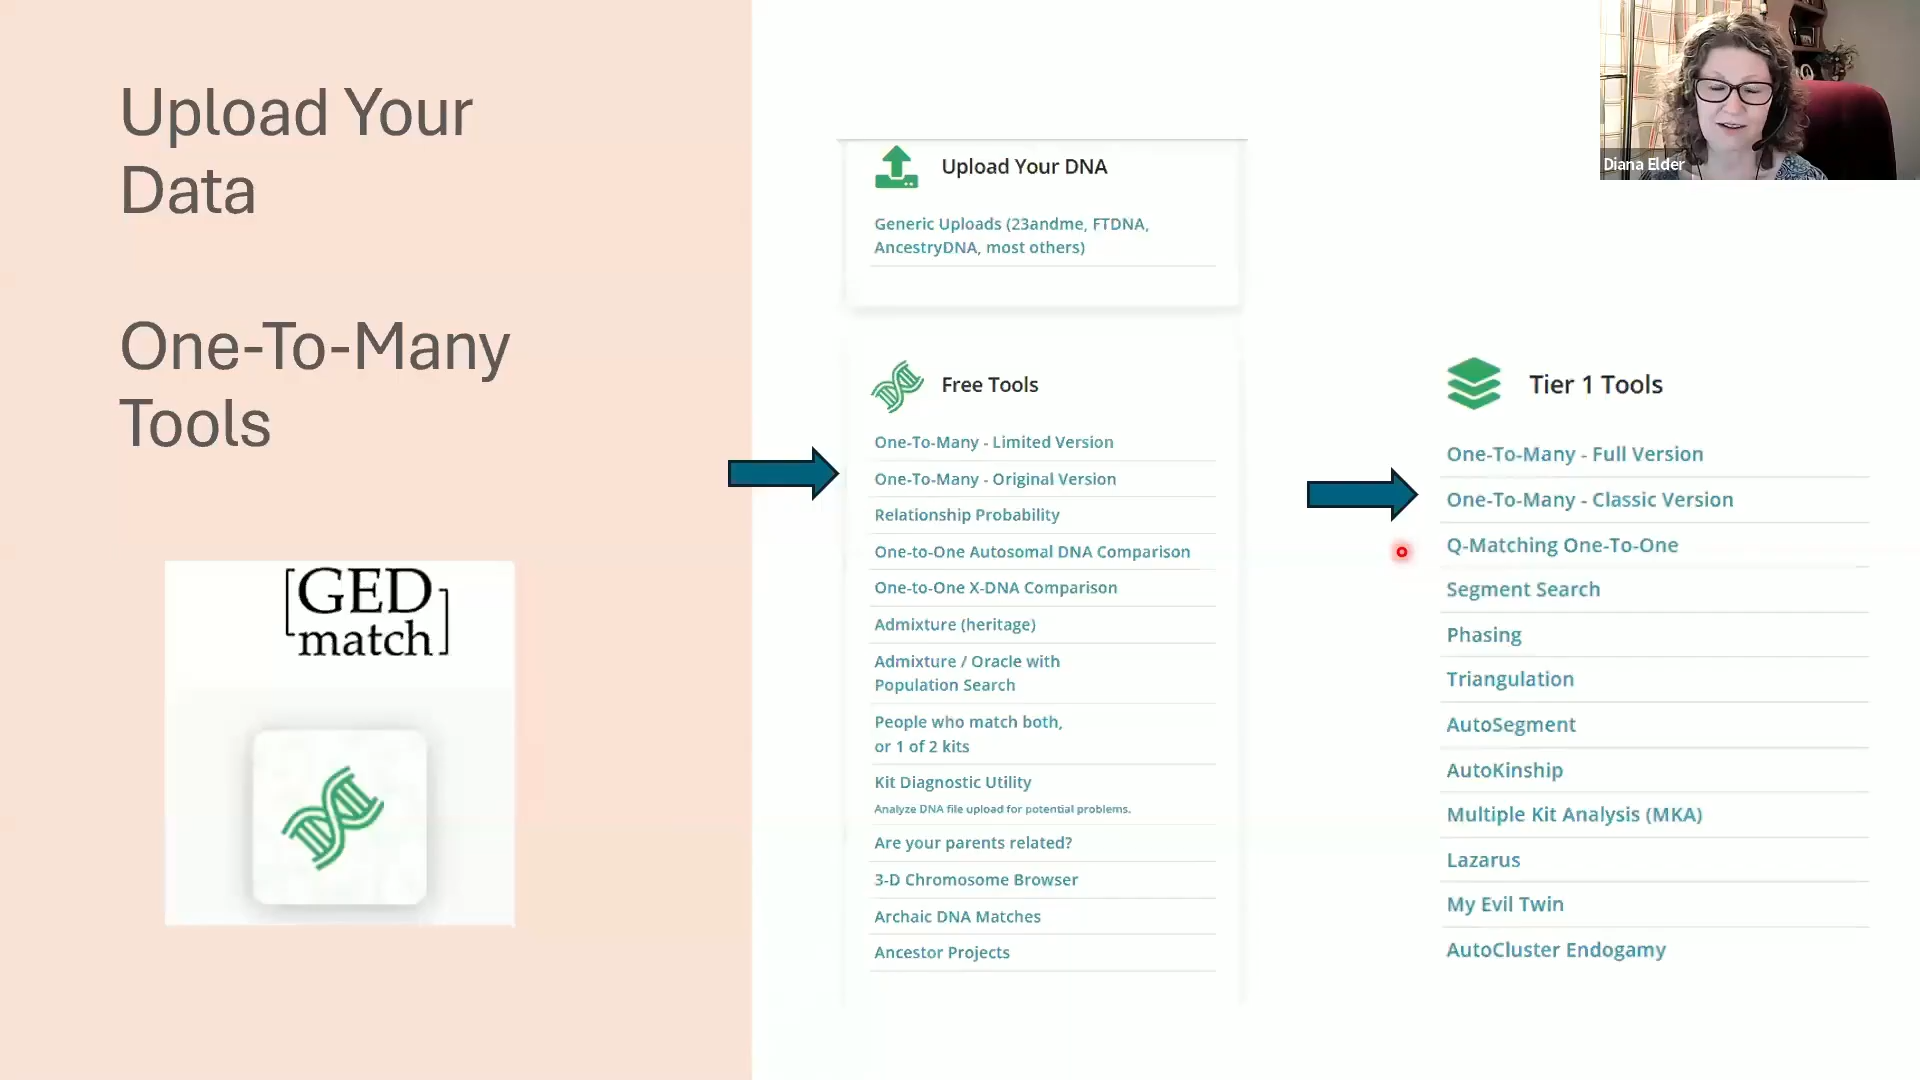 Upload Your
Data
One-To-Many
Tools
[GED
match]
Upload Your DNA
Generic Uploads (23andme, FTDNA,
AncestryDNA, most others)
Free Tools
One-To-Many - Limited Version
One-To-Many - Original Version
Relationship Probability
One-to-One Autosomal DNA Comparison
One-to-One X-DNA Comparison
Admixture (heritage)
Admixture / Oracle with
Population Search
People who match both,
or 1 of 2 kits
Kit Diagnostic Utility
Analyze DNA file upload for potential problems.
Are your parents related?
3-D Chromosome Browser
Archaic DNA Matches
Ancestor Projects
Tier 1 Tools
One-To-Many - Full Version
One-To-Many - Classic Version
Q-Matching One-To-One
Segment Search
Phasing
Triangulation
AutoSegment
AutoKinship
Multiple Kit Analysis (MKA)
Lazarus
My Evil Twin
AutoCluster Endogamy
Diana Elder